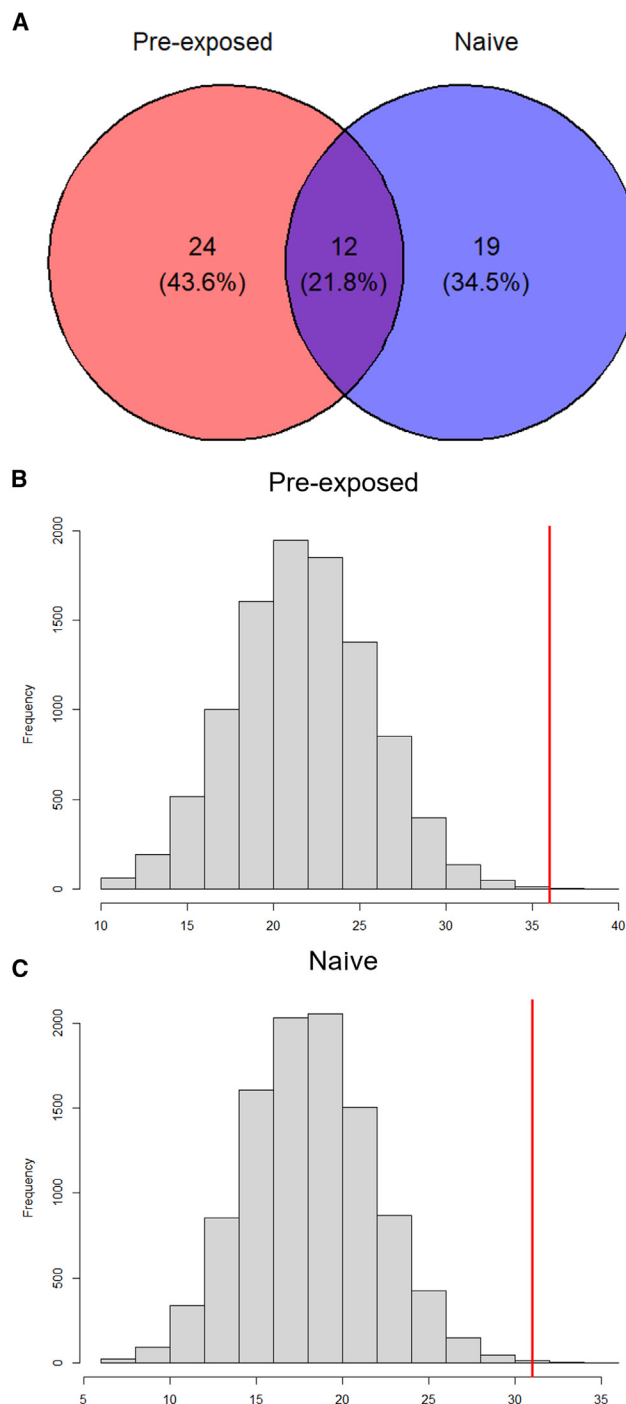 A
Pre-exposed Naive
24 12 19
(43.6%) (21.8%) (34.5%)
B
Pre-exposed
2000
1500
1000
500
0
Frequency
10 15 20 25 30 35 40
C
Naive
2000
1500
1000
500
0
Frequency
5 10 15 20 25 30 35